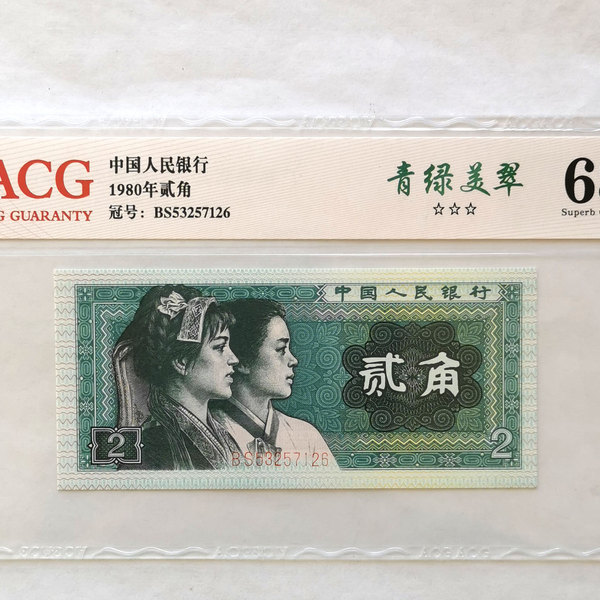 ACG
G GUARANTY
中国人民银行
1980年贰角
冠号：BS53257126
青绿美翠
☆☆☆
6
Superb
中国人民银行
贰角
2
2
BS53257126